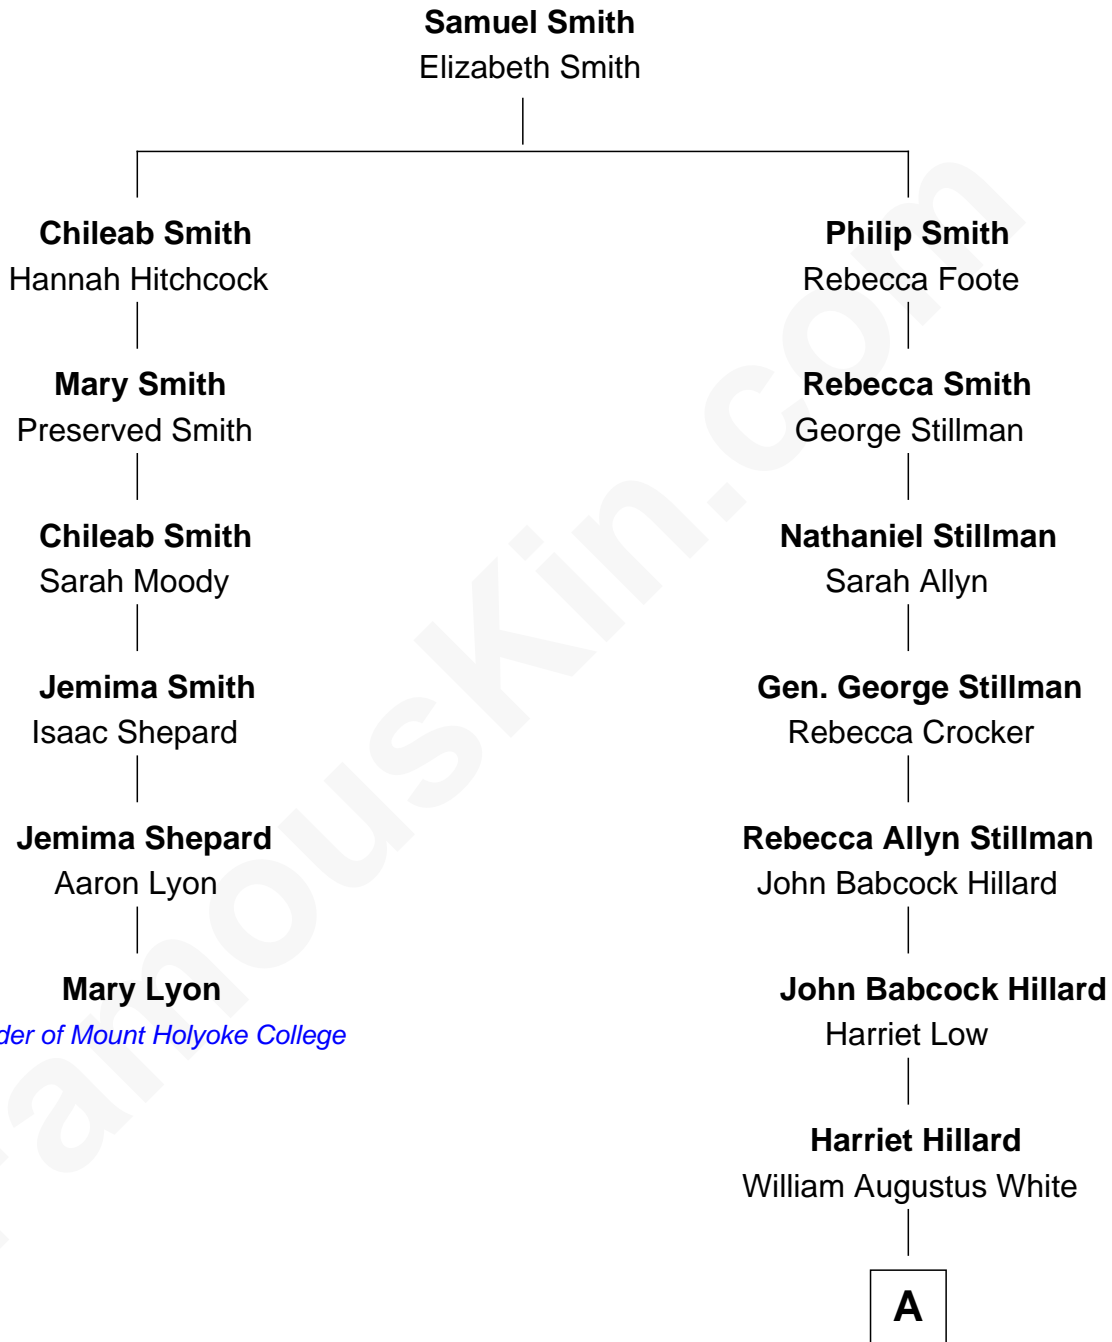 Samuel Smith
Elizabeth Smith
Chileab Smith
Hannah Hitchcock
Mary Smith
Preserved Smith
Chileab Smith
Sarah Moody
Jemima Smith
Isaac Shepard
Jemima Shepard
Aaron Lyon
Mary Lyon
der of Mount Holyoke College
Philip Smith
Rebecca Foote
Rebecca Smith
George Stillman
Nathaniel Stillman
Sarah Allyn
Gen. George Stillman
Rebecca Crocker
Rebecca Allyn Stillman
John Babcock Hillard
John Babcock Hillard
Harriet Low
Harriet Hillard
William Augustus White
A
FamousKin.com